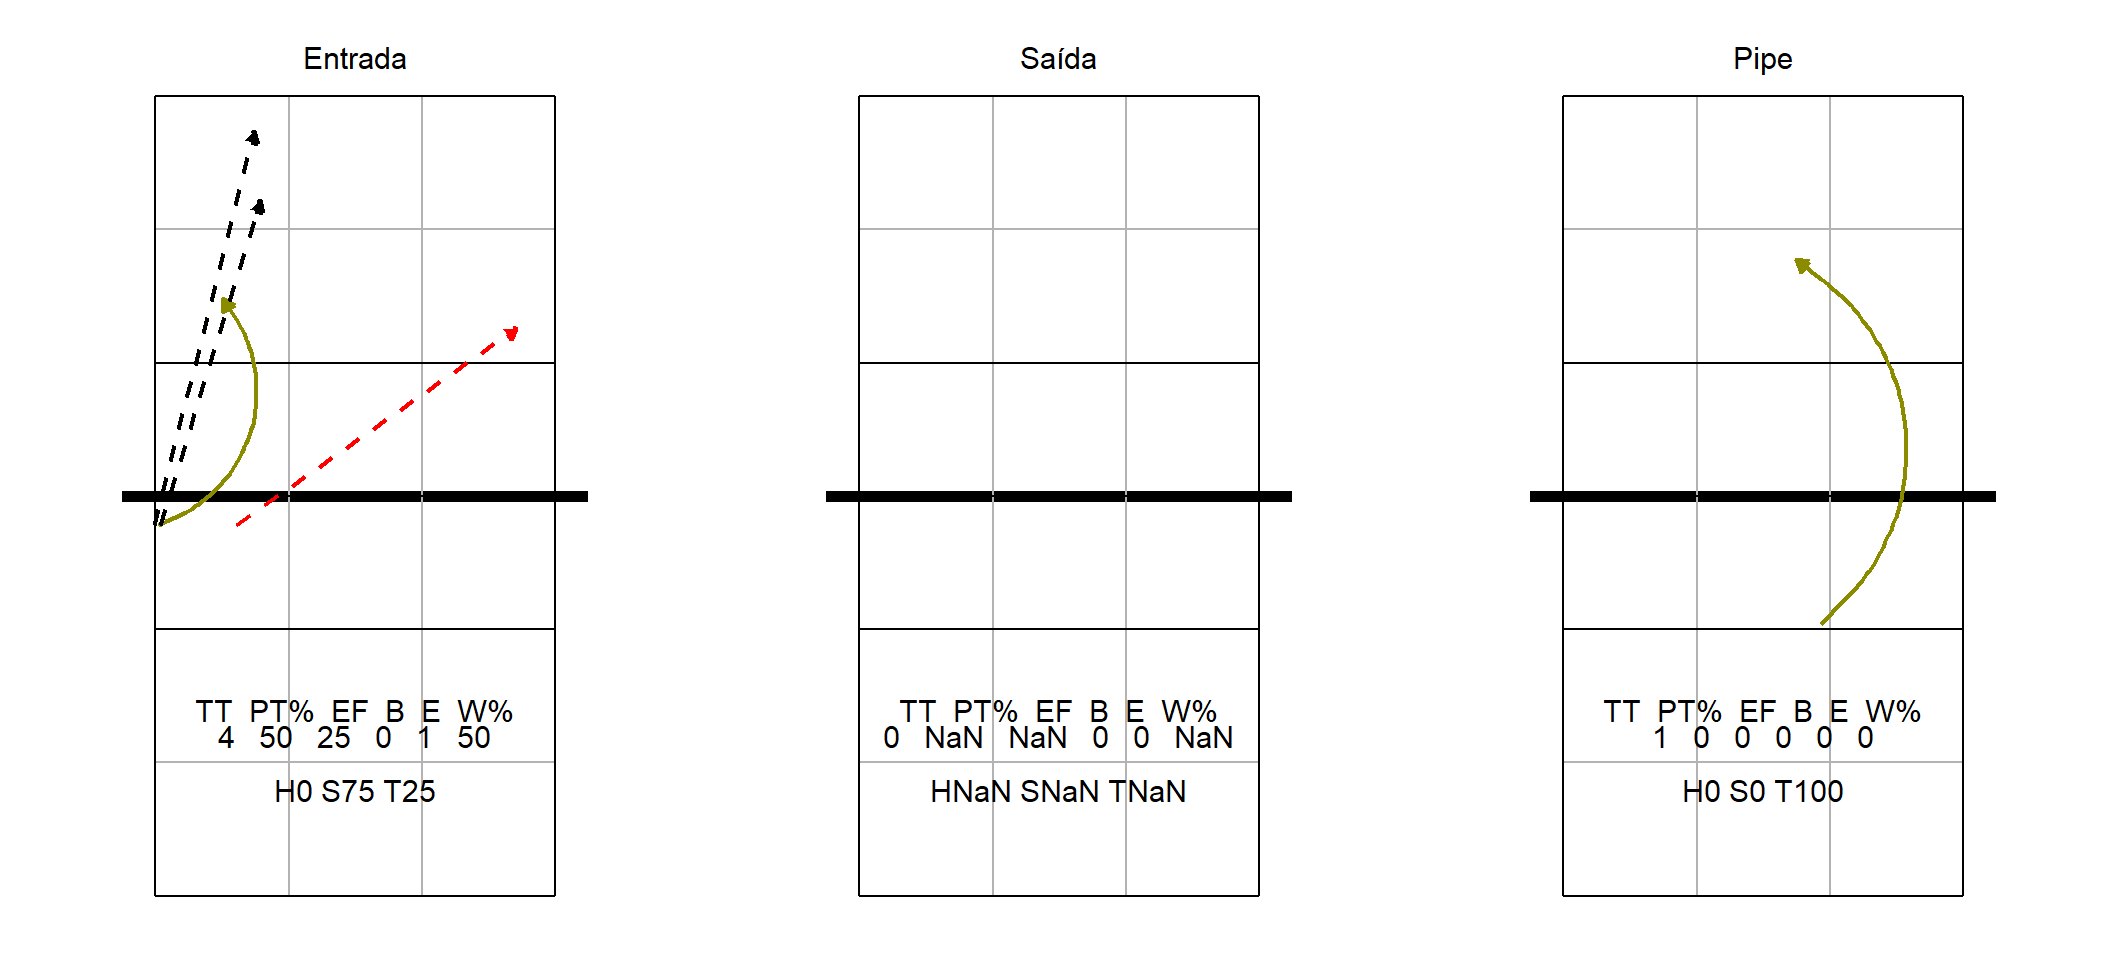 Entrada
TT PT% EF B E W%
4 50 25 0 1 50
H0 S75 T25
Saída
TT PT% EF B E W%
0 NaN NaN 0 0 NaN
HNaN SNaN TNaN
Pipe
TT PT% EF B E W%
1 0 0 0 0 0
H0 S0 T100